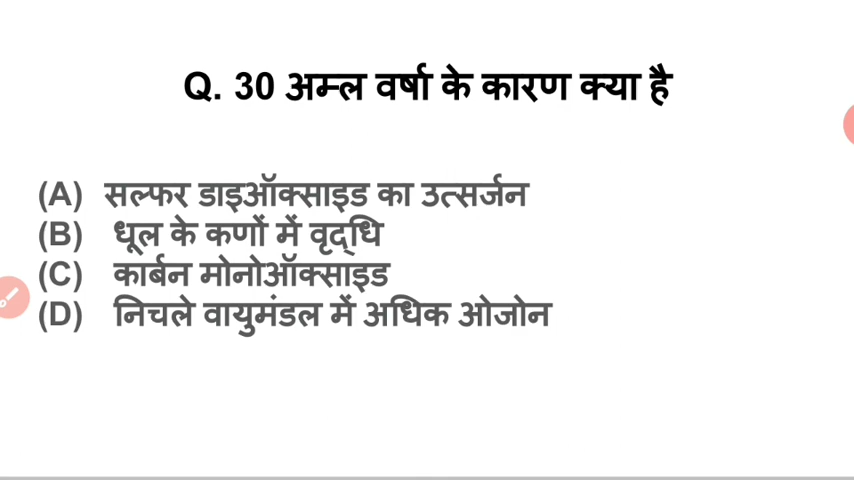 Q. 30 अम्ल वर्षा के कारण क्या है
(A) सल्फर डाइऑक्साइड का उत्सर्जन
(B) धूल के कणों में वृद्धि
(C) कार्बन मोनोऑक्साइड
(D) निचले वायुमंडल में अधिक ओजोन